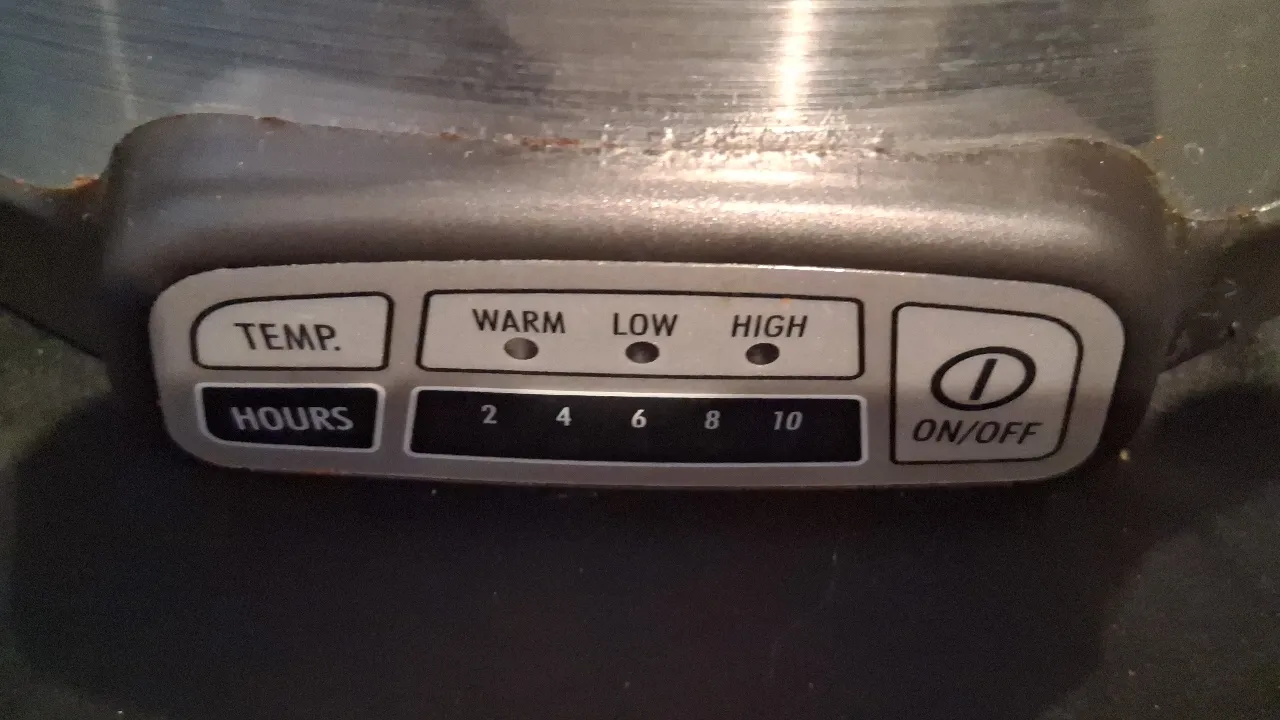 TEMP.
WARM LOW HIGH
HOURS
2 4 6 8 10
ON/OFF